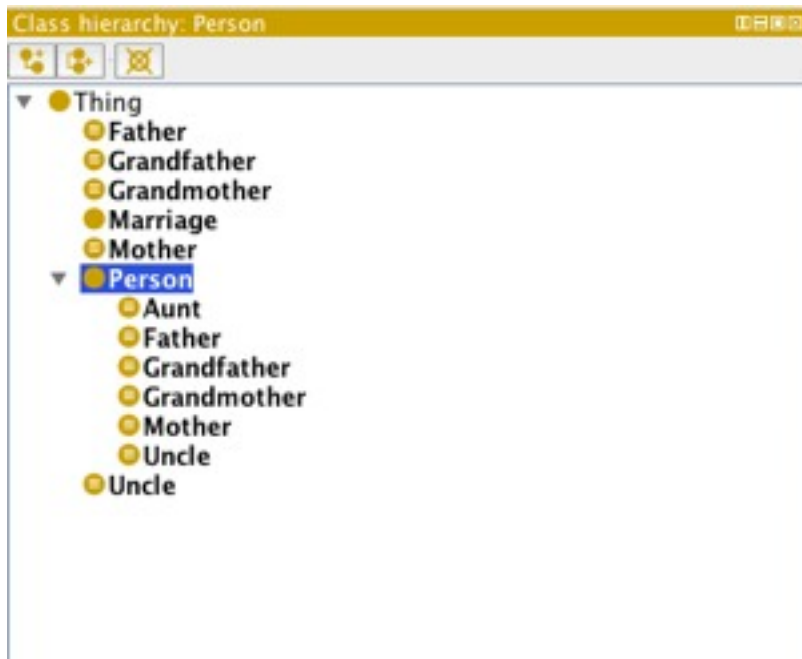 Class hierarchy: Person
Thing
Father
Grandfather
Grandmother
Marriage
Mother
Person
Aunt
Father
Grandfather
Grandmother
Mother
Uncle
Uncle